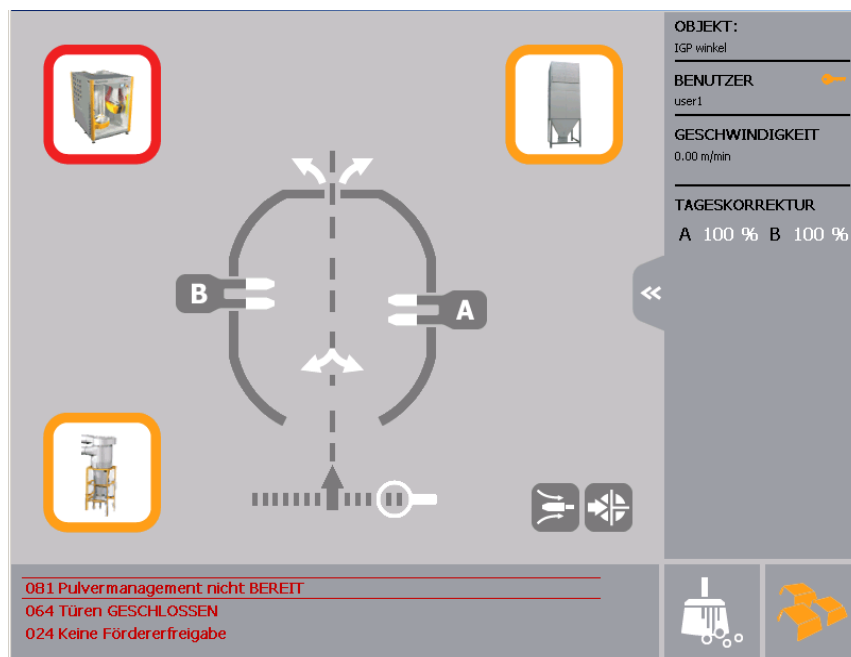 OBJEKT:
IGP winkel
BENUTZER
user1
GESCHWINDIGKEIT
0.00 m/min
TAGESKORREKTUR
A 100 % B 100 %
B
A
081 Pulvermanagement nicht BEREIT
064 Türen GESCHLOSSEN
024 Keine Fördererfreigabe